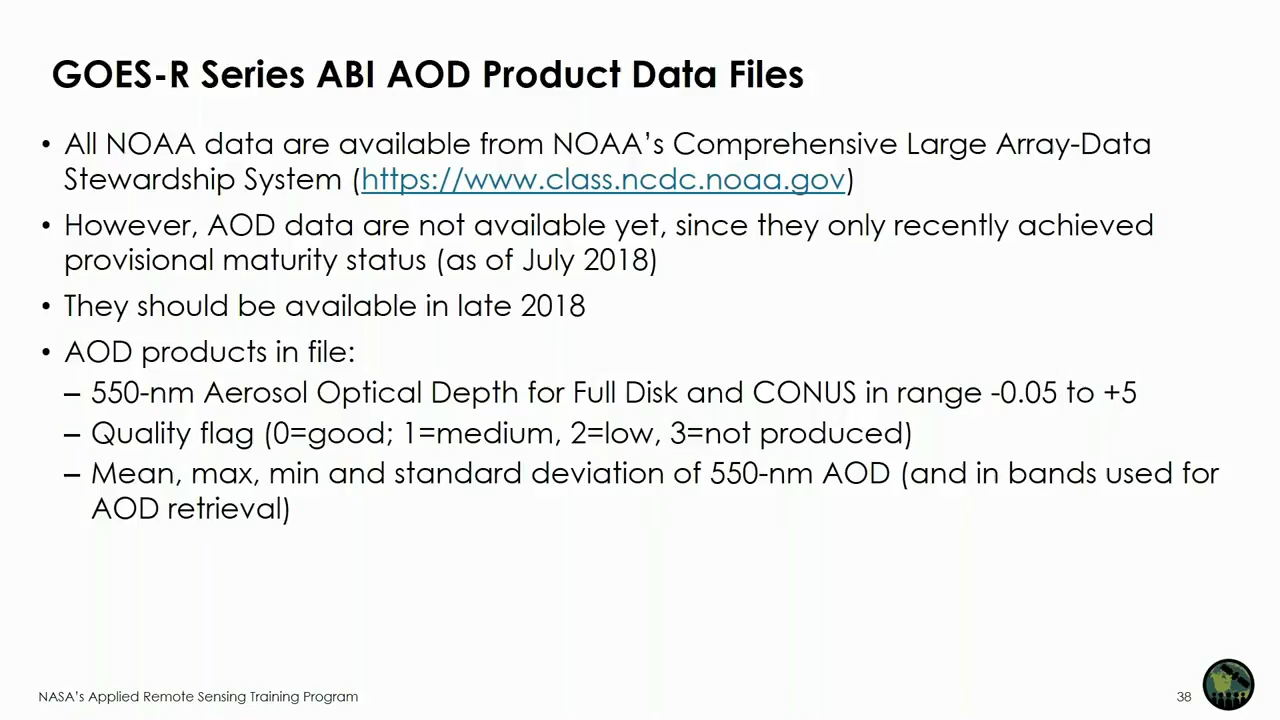 GOES-R Series ABI AOD Product Data Files
• All NOAA data are available from NOAA’s Comprehensive Large Array-Data
Stewardship System (https://www.class.ncdc.noaa.gov)
• However, AOD data are not available yet, since they only recently achieved
provisional maturity status (as of July 2018)
• They should be available in late 2018
• AOD products in file:
– 550-nm Aerosol Optical Depth for Full Disk and CONUS in range -0.05 to +5
– Quality flag (0=good; 1=medium, 2=low, 3=not produced)
– Mean, max, min and standard deviation of 550-nm AOD (and in bands used for
AOD retrieval)
NASA’s Applied Remote Sensing Training Program
38